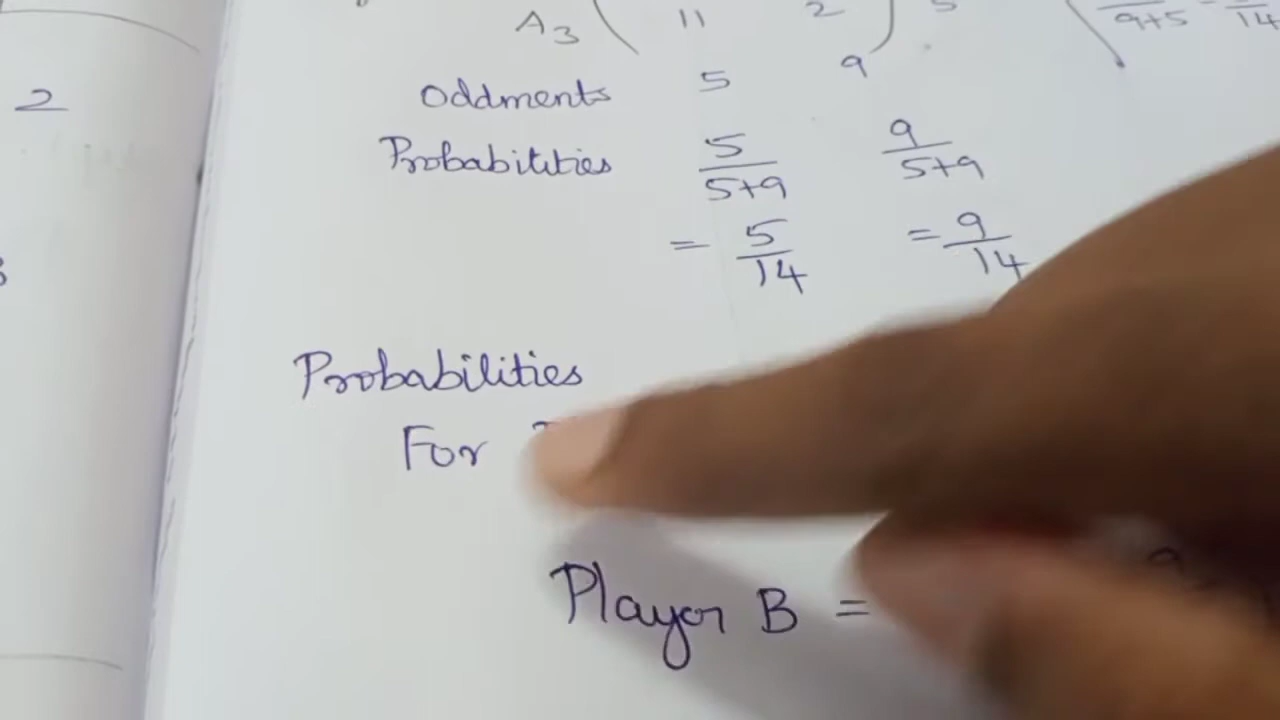 2
A3 ( 11 2 ) 5
9+5 14
Oddments 5 9
Probabilities 5/5+9 9/5+9
= 5/14 = 9/14
Probabilities
For
Player B =